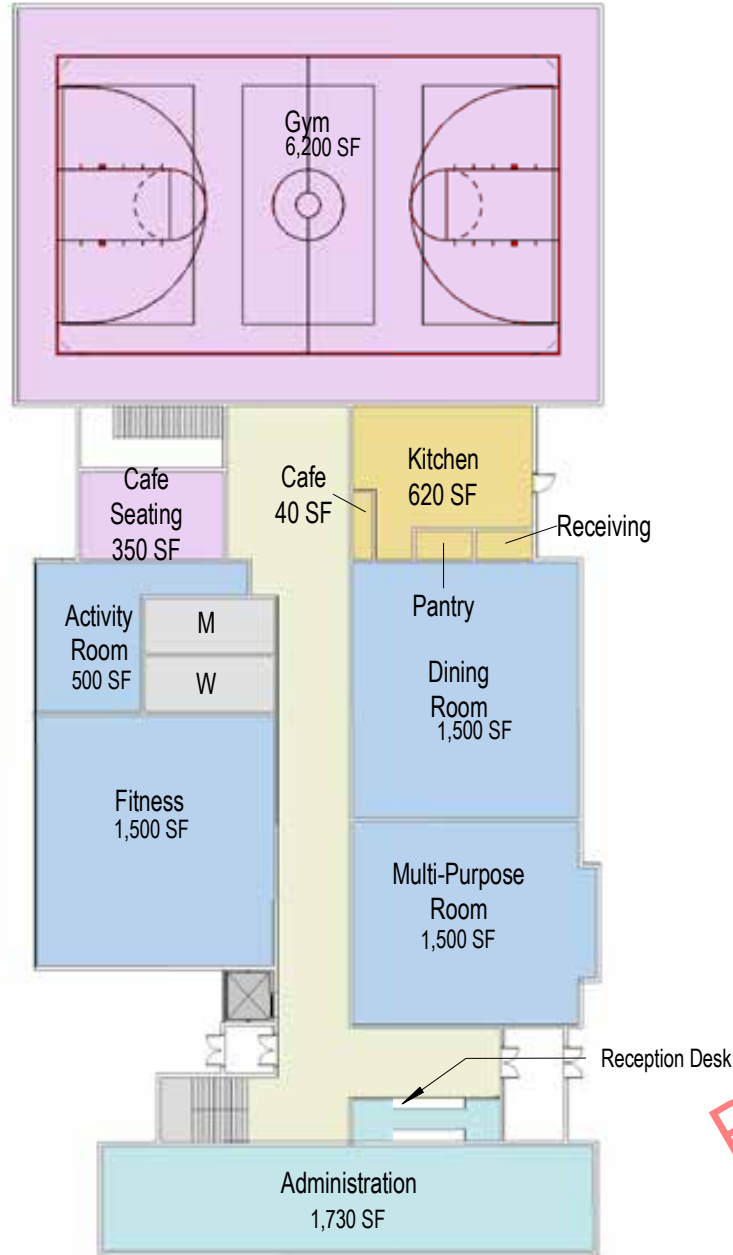 Gym
6,200 SF
Cafe
Seating
350 SF
Cafe
40 SF
Kitchen
620 SF
Receiving
Pantry
Activity
Room
500 SF
M
W
Dining
Room
1,500 SF
Fitness
1,500 SF
Multi-Purpose
Room
1,500 SF
Reception Desk
Administration
1,730 SF